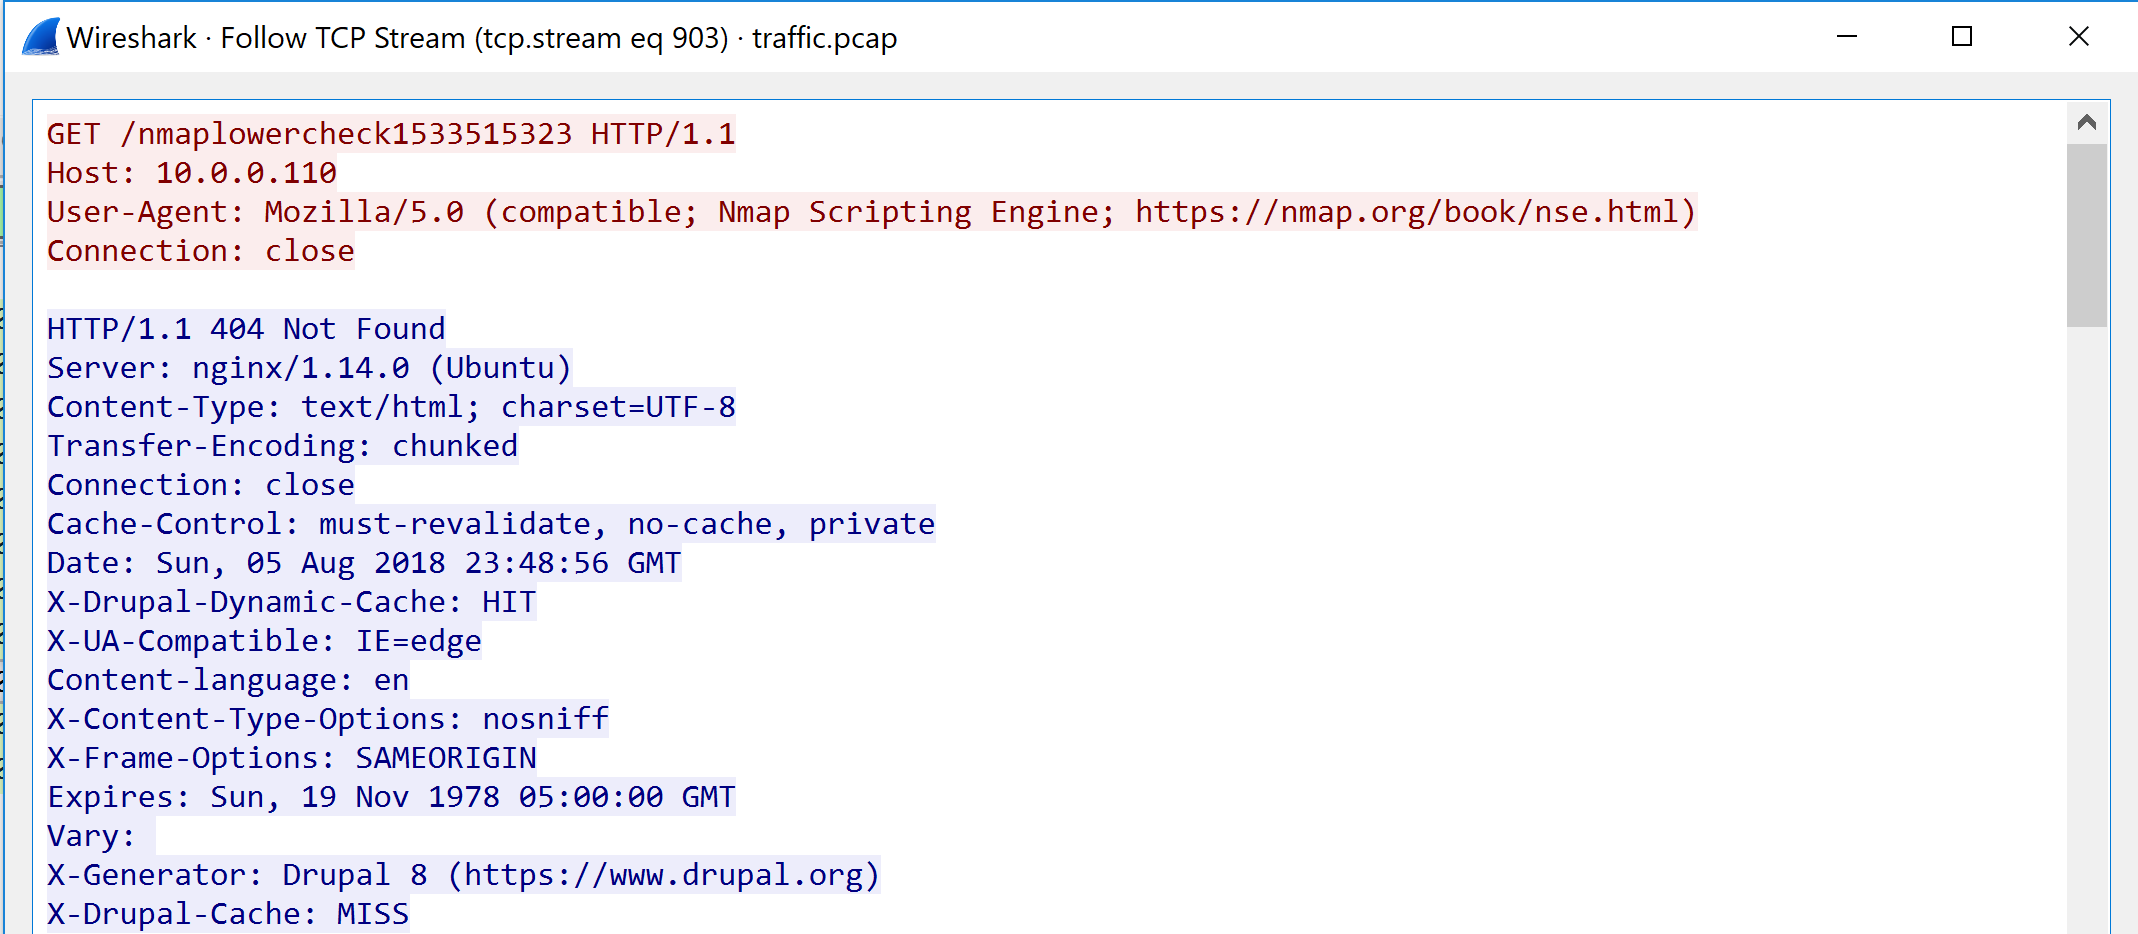 Wireshark · Follow TCP Stream (tcp.stream eq 903) · traffic.pcap
GET /nmaplowercheck1533515323 HTTP/1.1
Host: 10.0.0.110
User-Agent: Mozilla/5.0 (compatible; Nmap Scripting Engine; https://nmap.org/book/nse.html)
Connection: close
HTTP/1.1 404 Not Found
Server: nginx/1.14.0 (Ubuntu)
Content-Type: text/html; charset=UTF-8
Transfer-Encoding: chunked
Connection: close
Cache-Control: must-revalidate, no-cache, private
Date: Sun, 05 Aug 2018 23:48:56 GMT
X-Drupal-Dynamic-Cache: HIT
X-UA-Compatible: IE=edge
Content-language: en
X-Content-Type-Options: nosniff
X-Frame-Options: SAMEORIGIN
Expires: Sun, 19 Nov 1978 05:00:00 GMT
Vary:
X-Generator: Drupal 8 (https://www.drupal.org)
X-Drupal-Cache: MISS